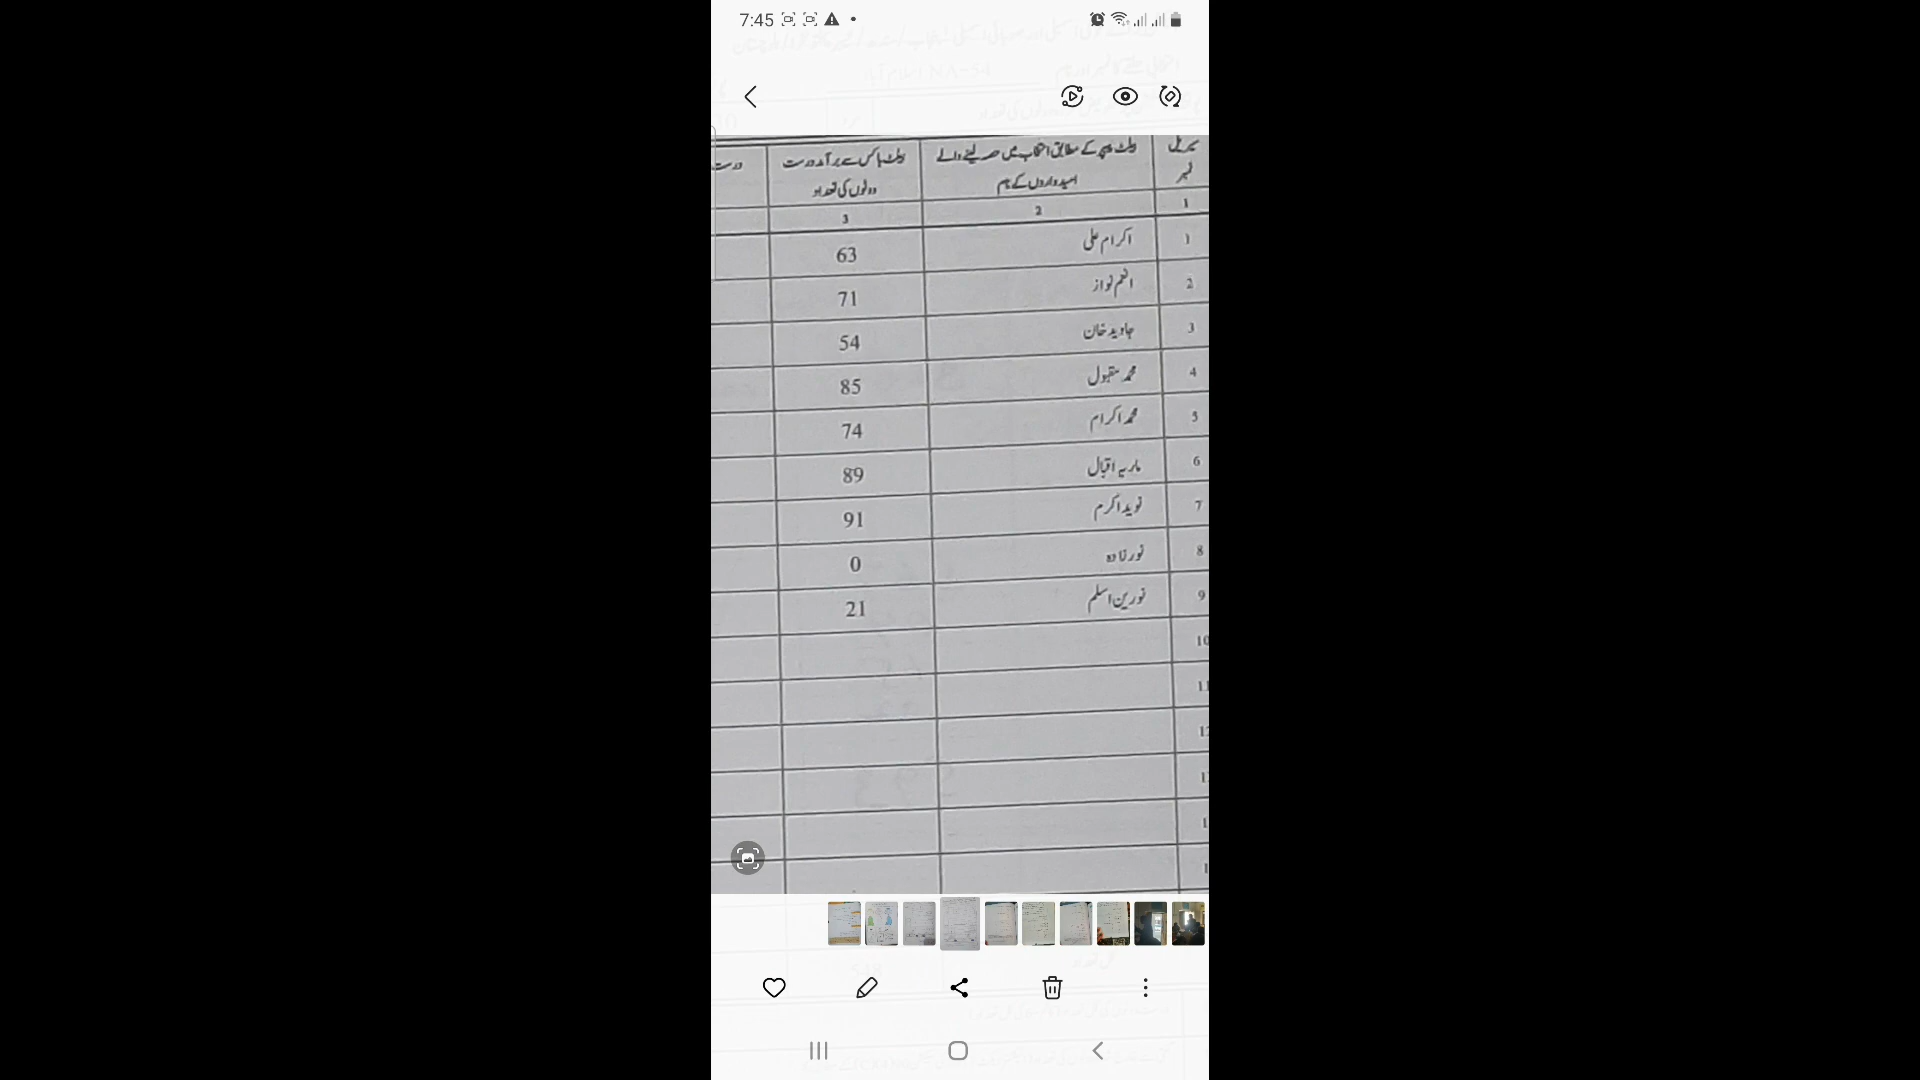 7:45
سیریل نمبر | بیلٹ پیپر کے مطابق انتخاب میں حصہ لینے والے امیدواروں کے نام | بیلٹ باکس سے برآمد درست ووٹوں کی تعداد | درست
1 | 2 | 3
1 | اکرام علی | 63
2 | انعم نواز | 71
3 | جاوید خان | 54
4 | محمد مقبول | 85
5 | محمد اکرام | 74
6 | ماریہ اقبال | 89
7 | نوید اکرم | 91
8 | 0
9 | نورین اسلم | 21
10
11